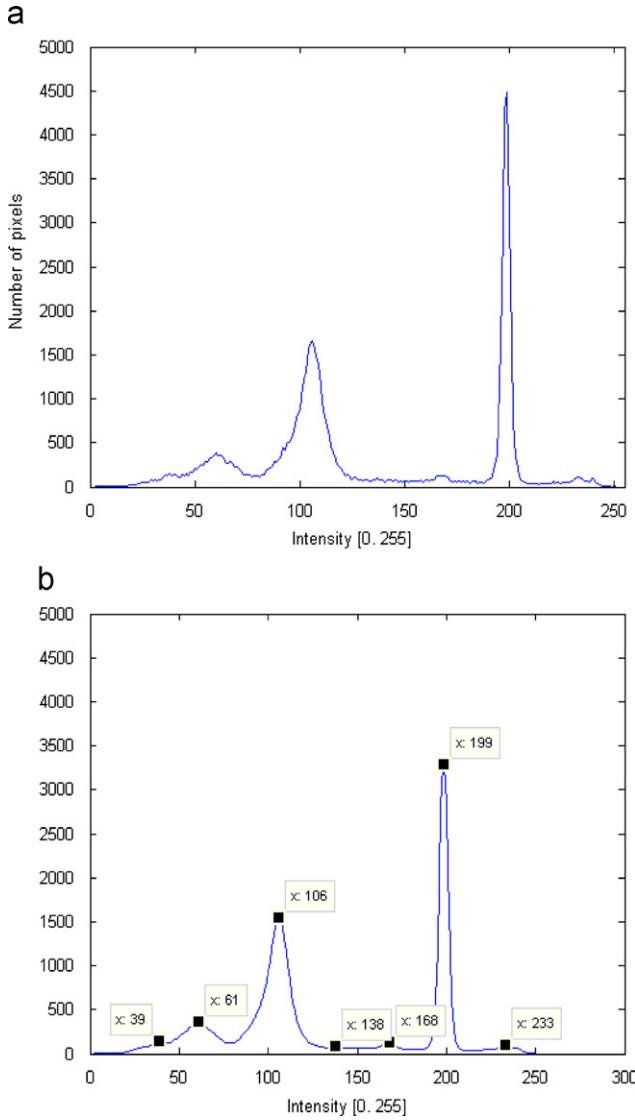 a
5000
4500
4000
3500
3000
2500
2000
1500
1000
500
0
Number of pixels
0 50 100 150 200 250
Intensity [0. 255]
b
5000
4500
4000
3500
3000
2500
2000
1500
1000
500
0
x: 199
x: 106
x: 39
x: 61
x: 138
x: 168
x: 233
0 50 100 150 200 250 300
Intensity [0. 255]